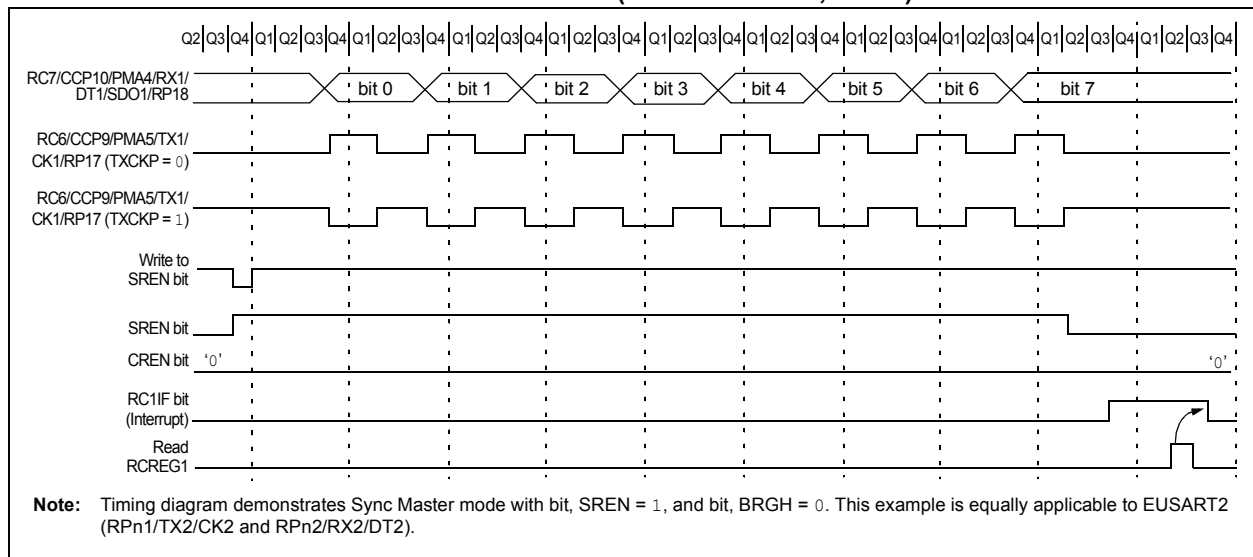 Q2 Q3 Q4 Q1 Q2 Q3 Q4 Q1 Q2 Q3 Q4 Q1 Q2 Q3 Q4 Q1 Q2 Q3 Q4 Q1 Q2 Q3 Q4 Q1 Q2 Q3 Q4 Q1 Q2 Q3 Q4 Q1 Q2 Q3 Q4 Q1 Q2 Q3 Q4 Q1 Q2 Q3 Q4
RC7/CCP10/PMA4/RX1/
DT1/SDO1/RP18
bit 0 bit 1 bit 2 bit 3 bit 4 bit 5 bit 6 bit 7
RC6/CCP9/PMA5/TX1/
CK1/RP17 (TXCKP = 0)
RC6/CCP9/PMA5/TX1/
CK1/RP17 (TXCKP = 1)
Write to
SREN bit
SREN bit
CREN bit '0' '0'
RC1IF bit
(Interrupt)
Read
RCREG1
Note: Timing diagram demonstrates Sync Master mode with bit, SREN = 1, and bit, BRGH = 0. This example is equally applicable to EUSART2
(RPn1/TX2/CK2 and RPn2/RX2/DT2).